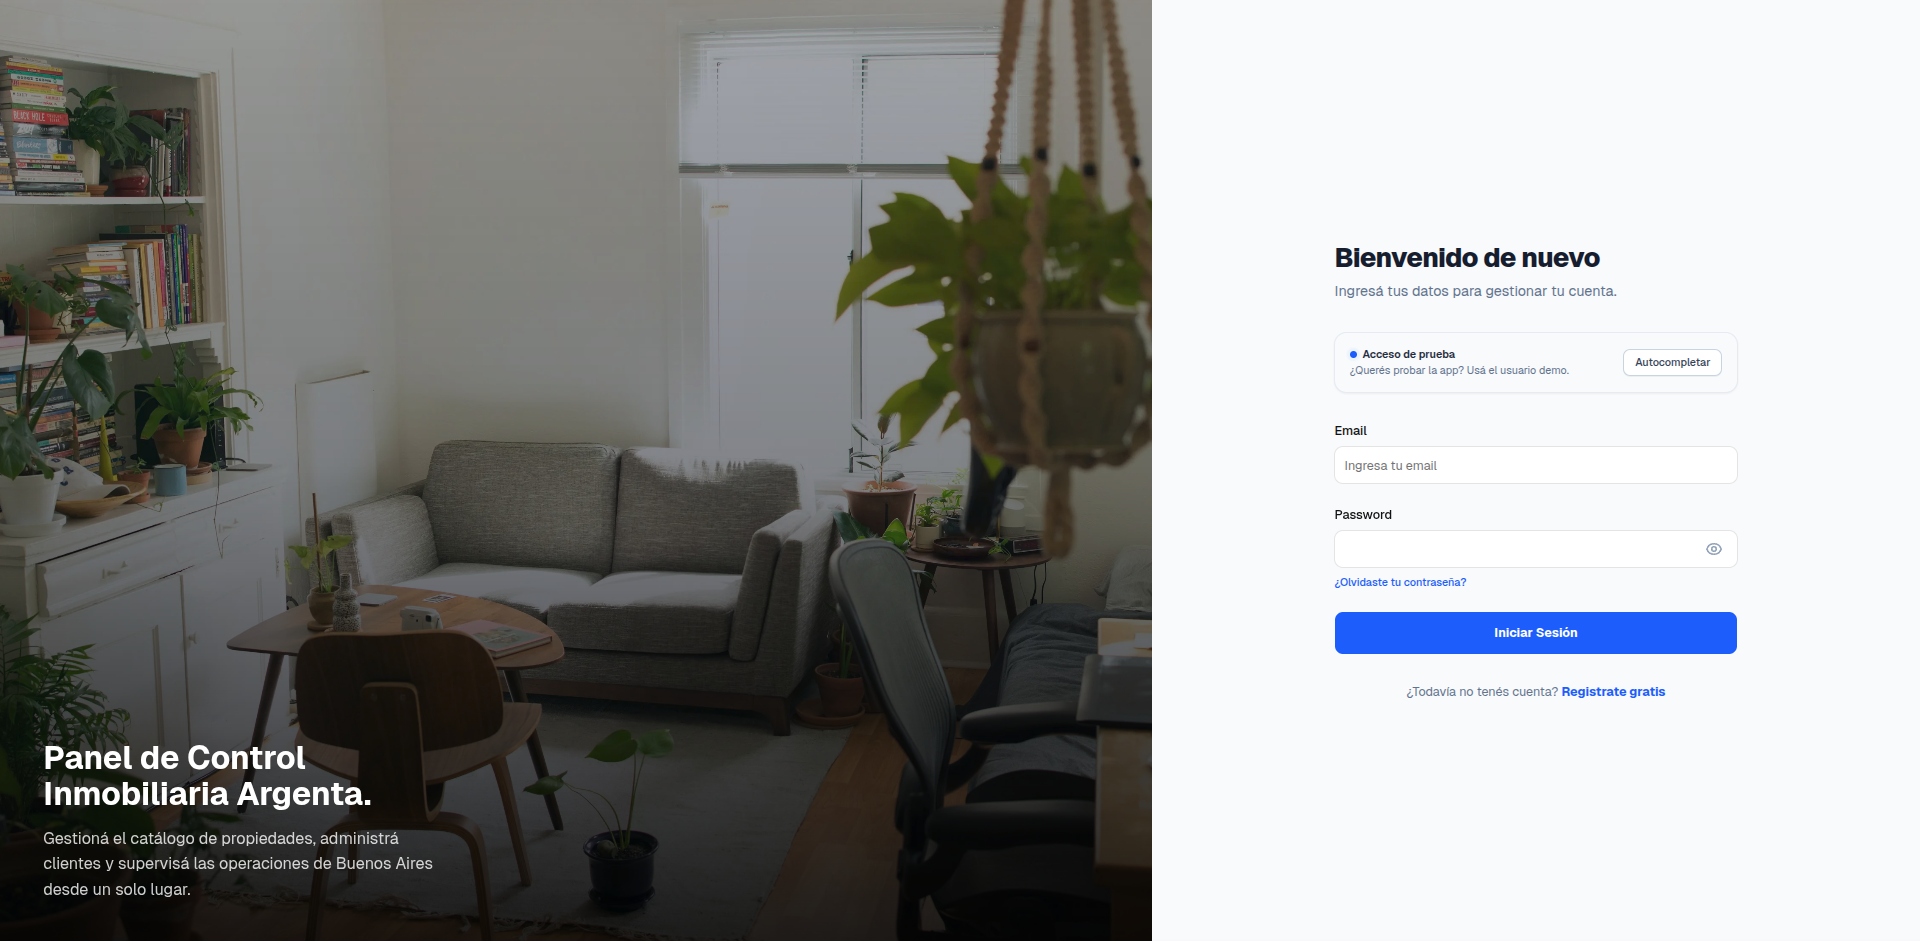 BLACK HOLE
Panel de Control
Inmobiliaria Argenta.
Gestioná el catálogo de propiedades, administrá
clientes y supervisá las operaciones de Buenos Aires
desde un solo lugar.
Bienvenido de nuevo
Ingresá tus datos para gestionar tu cuenta.
Acceso de prueba
¿Querés probar la app? Usá el usuario demo.
Autocompletar
Email
Ingresa tu email
Password
¿Olvidaste tu contraseña?
Iniciar Sesión
¿Todavía no tenés cuenta? Registrate gratis